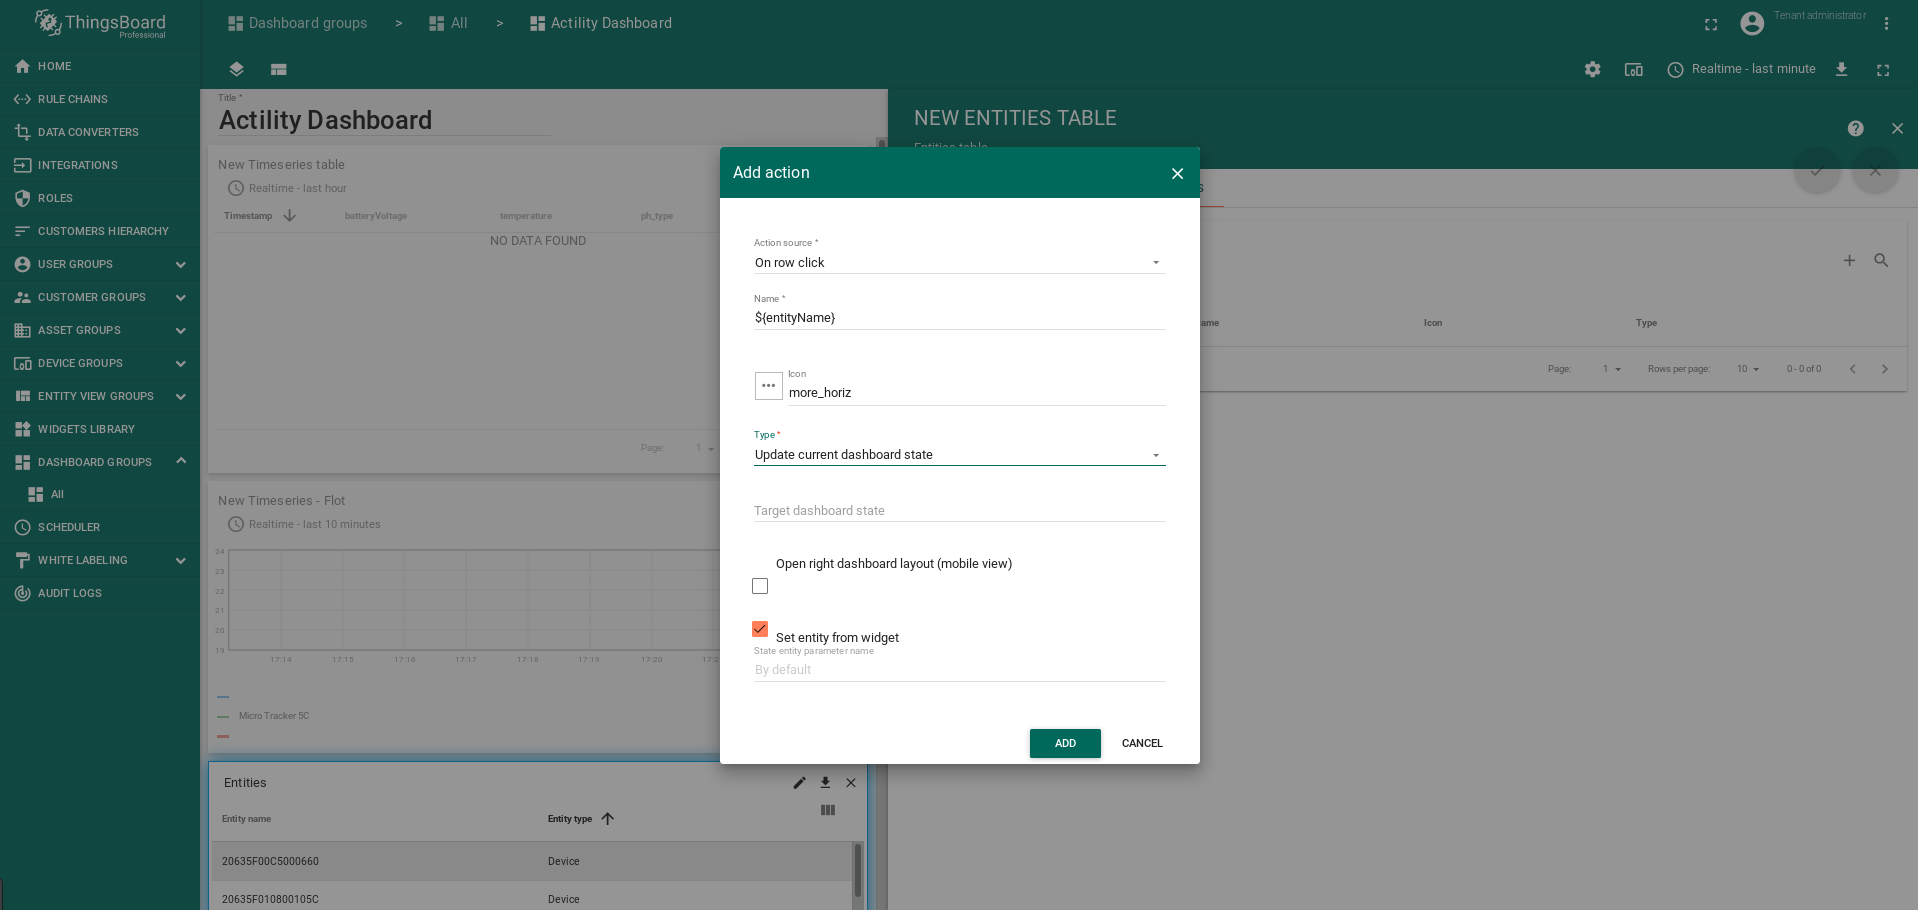 ThingsBoard
Professional
Dashboard groups > All > Actility Dashboard
Tenant administrator
Realtime - last minute
HOME
RULE CHAINS
DATA CONVERTERS
INTEGRATIONS
ROLES
CUSTOMERS HIERARCHY
USER GROUPS
CUSTOMER GROUPS
ASSET GROUPS
DEVICE GROUPS
ENTITY VIEW GROUPS
WIDGETS LIBRARY
DASHBOARD GROUPS
All
SCHEDULER
WHITE LABELING
AUDIT LOGS
Title *
Actility Dashboard
New Timeseries table
Realtime - last hour
Timestamp batteryVoltage temperature ph_type
NO DATA FOUND
Page: 1
New Timeseries - Flot
Realtime - last 10 minutes
24
23
22
21
20
19
17:14 17:15 17:16 17:17 17:18 17:19 17:20
Micro Tracker 5C
Entities
Entity name Entity type
20635F00C5000660 Device
20635F010800105C Device
NEW ENTITIES TABLE
Entities table
Icon Type
Page: 1 Rows per page: 10 0 - 0 of 0
Add action
Action source *
On row click
Name *
${entityName}
Icon
more_horiz
Type *
Update current dashboard state
Target dashboard state
Open right dashboard layout (mobile view)
Set entity from widget
State entity parameter name
By default
ADD CANCEL